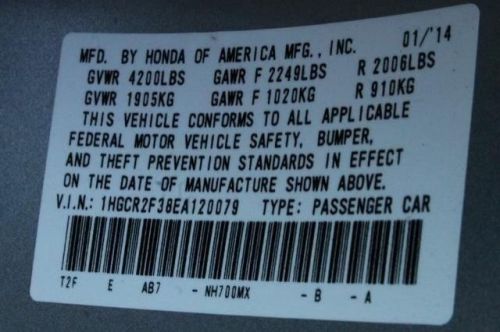 MFD. BY HONDA OF AMERICA MFG., INC. 01/'14
GVWR 4200LBS GAWR F 2249LBS R 2006LBS
GVWR 1905KG GAWR F 1020KG R 910KG
THIS VEHICLE CONFORMS TO ALL APPLICABLE
FEDERAL MOTOR VEHICLE SAFETY, BUMPER,
AND THEFT PREVENTION STANDARDS IN EFFECT
ON THE DATE OF MANUFACTURE SHOWN ABOVE.
V.I.N.: 1HGCR2F38EA120079 TYPE: PASSENGER CAR
T2F E AB7 - NH700MX - B - A